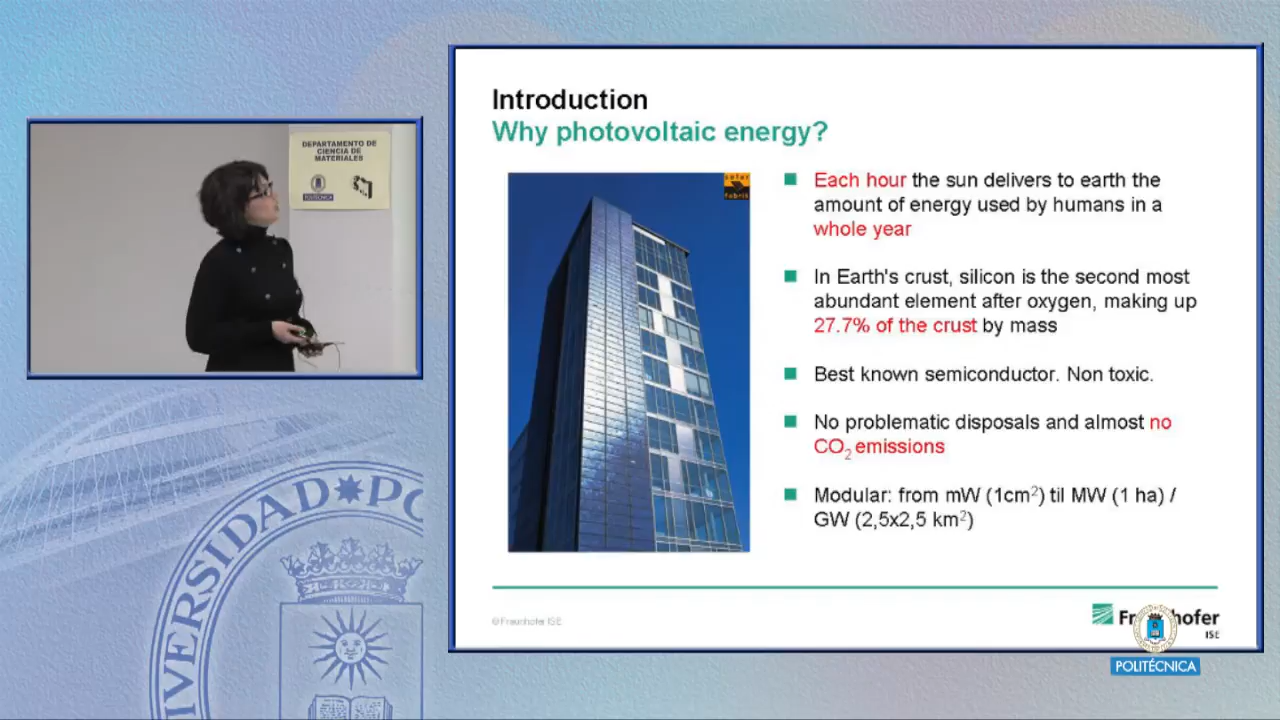 DEPARTAMENTO DE
CIENCIA DE
MATERIALES
POLITÉCNICA
Introduction
Why photovoltaic energy?
solar
fabrik
Each hour the sun delivers to earth the
amount of energy used by humans in a
whole year
In Earth's crust, silicon is the second most
abundant element after oxygen, making up
27.7% of the crust by mass
Best known semiconductor. Non toxic.
No problematic disposals and almost no
CO2 emissions
Modular: from mW (1cm²) til MW (1 ha) /
GW (2,5x2,5 km²)
©Fraunhofer ISE
ISE
POLITÉCNICA